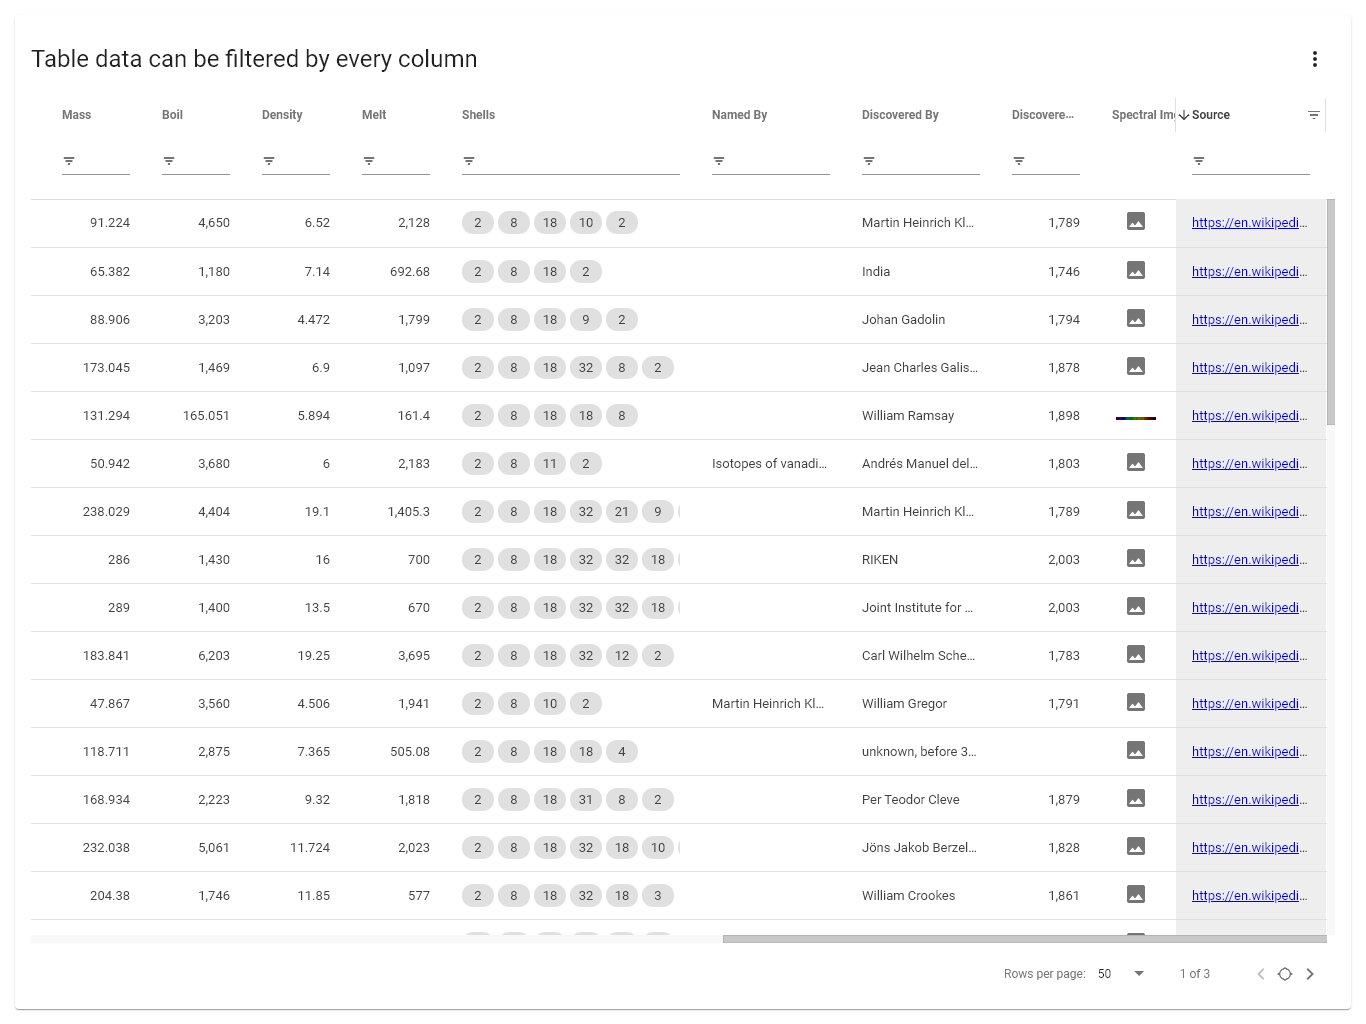 Table data can be filtered by every column
Mass Boil Density Melt Shells Named By Discovered By Discovere… Spectral Im Source
91.224 4,650 6.52 2,128 2 8 18 10 2 Martin Heinrich Kl… 1,789 https://en.wikipedi…
65.382 1,180 7.14 692.68 2 8 18 2 India 1,746 https://en.wikipedi…
88.906 3,203 4.472 1,799 2 8 18 9 2 Johan Gadolin 1,794 https://en.wikipedi…
173.045 1,469 6.9 1,097 2 8 18 32 8 2 Jean Charles Galis… 1,878 https://en.wikipedi…
131.294 165.051 5.894 161.4 2 8 18 18 8 William Ramsay 1,898 https://en.wikipedi…
50.942 3,680 6 2,183 2 8 11 2 Isotopes of vanadi… Andrés Manuel del… 1,803 https://en.wikipedi…
238.029 4,404 19.1 1,405.3 2 8 18 32 21 9 Martin Heinrich Kl… 1,789 https://en.wikipedi…
286 1,430 16 700 2 8 18 32 32 18 RIKEN 2,003 https://en.wikipedi…
289 1,400 13.5 670 2 8 18 32 32 18 Joint Institute for … 2,003 https://en.wikipedi…
183.841 6,203 19.25 3,695 2 8 18 32 12 2 Carl Wilhelm Sche… 1,783 https://en.wikipedi…
47.867 3,560 4.506 1,941 2 8 10 2 Martin Heinrich Kl… William Gregor 1,791 https://en.wikipedi…
118.711 2,875 7.365 505.08 2 8 18 18 4 unknown, before 3… https://en.wikipedi…
168.934 2,223 9.32 1,818 2 8 18 31 8 2 Per Teodor Cleve 1,879 https://en.wikipedi…
232.038 5,061 11.724 2,023 2 8 18 32 18 10 Jöns Jakob Berzel… 1,828 https://en.wikipedi…
204.38 1,746 11.85 577 2 8 18 32 18 3 William Crookes 1,861 https://en.wikipedi…
Rows per page: 50 1 of 3